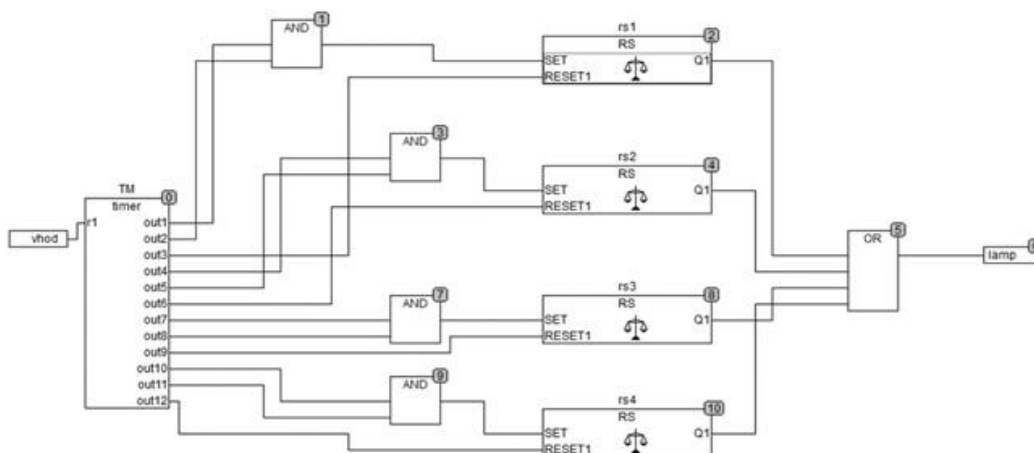 AND 1
rs1
RS 2
SET Q1
RESET1
AND 3
rs2
RS 4
SET Q1
RESET1
TM
timer 0
vhod
r1
out1
out2
out3
out4
out5
out6
out7
out8
out9
out10
out11
out12
OR 5
lamp
AND 7
rs3
RS 8
SET Q1
RESET1
AND 9
rs4
RS 10
SET Q1
RESET1